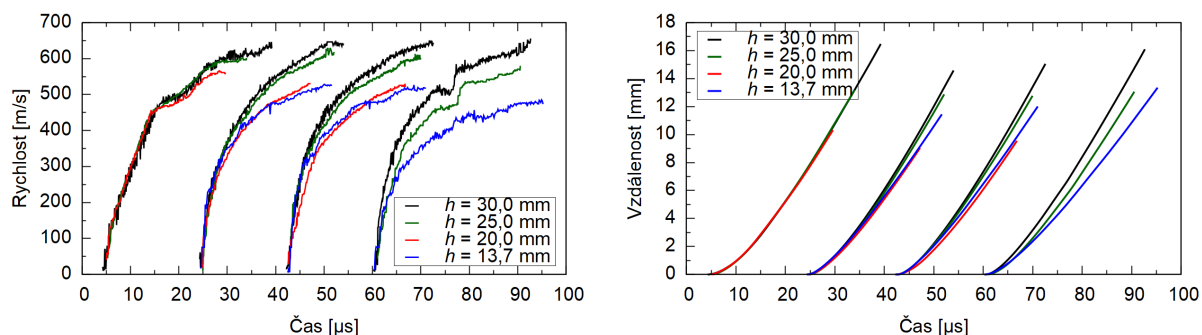 Rychlost [m/s]
700
600
500
400
300
200
100
0
h = 30,0 mm
h = 25,0 mm
h = 20,0 mm
h = 13,7 mm
0 10 20 30 40 50 60 70 80 90 100
Čas [µs]
Vzdálenost [mm]
18
16
14
12
10
8
6
4
2
0
h = 30,0 mm
h = 25,0 mm
h = 20,0 mm
h = 13,7 mm
0 10 20 30 40 50 60 70 80 90 100
Čas [µs]